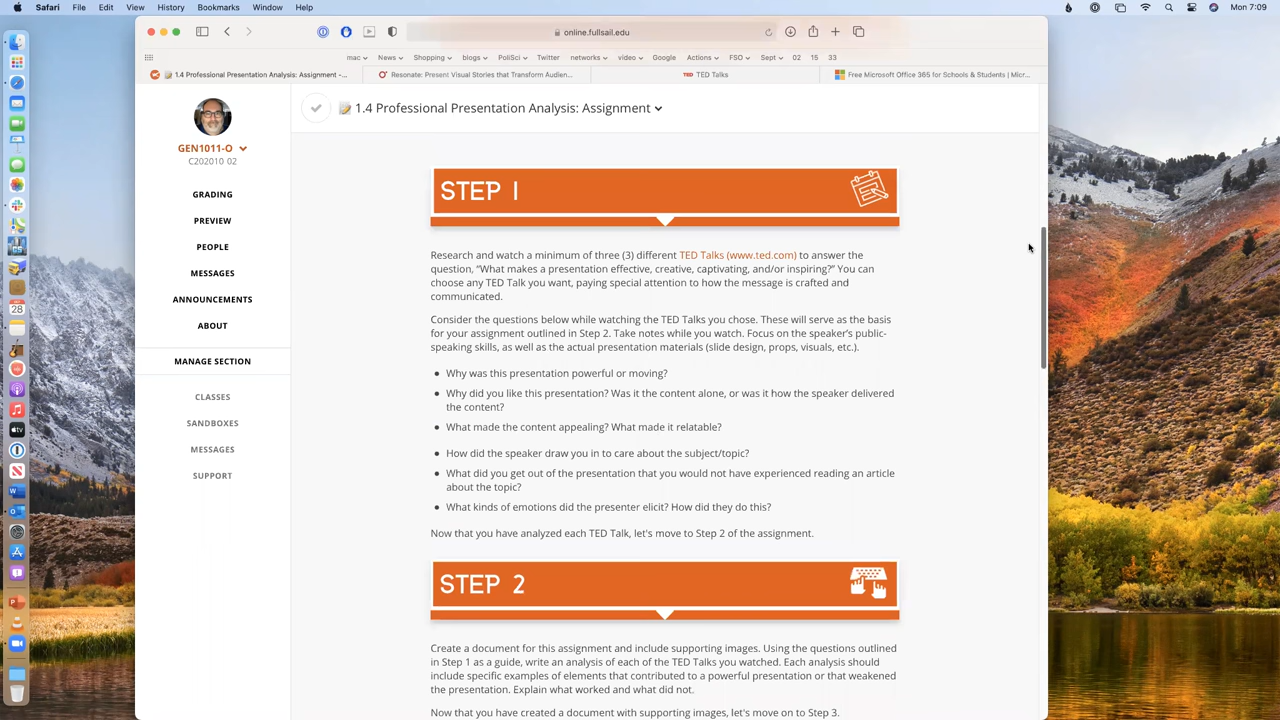 Safari File Edit View History Bookmarks Window Help Mon 7:09
online.fullsail.edu
mac News Shopping blogs PoliSci Twitter networks video Google Actions FSO Sept 02 15 33
1.4 Professional Presentation Analysis: Assignment -...
Resonate: Present Visual Stories that Transform Audien...
TED TED Talks
Free Microsoft Office 365 for Schools & Students | Micr...
1.4 Professional Presentation Analysis: Assignment
GEN1011-O
C202010 02
GRADING
PREVIEW
PEOPLE
MESSAGES
ANNOUNCEMENTS
ABOUT
MANAGE SECTION
CLASSES
SANDBOXES
MESSAGES
SUPPORT
28
STEP 1
Research and watch a minimum of three (3) different TED Talks (www.ted.com) to answer the
question, “What makes a presentation effective, creative, captivating, and/or inspiring?” You can
choose any TED Talk you want, paying special attention to how the message is crafted and
communicated.
Consider the questions below while watching the TED Talks you chose. These will serve as the basis
for your assignment outlined in Step 2. Take notes while you watch. Focus on the speaker’s public-
speaking skills, as well as the actual presentation materials (slide design, props, visuals, etc.).
• Why was this presentation powerful or moving?
• Why did you like this presentation? Was it the content alone, or was it how the speaker delivered
the content?
• What made the content appealing? What made it relatable?
• How did the speaker draw you in to care about the subject/topic?
• What did you get out of the presentation that you would not have experienced reading an article
about the topic?
• What kinds of emotions did the presenter elicit? How did they do this?
Now that you have analyzed each TED Talk, let's move to Step 2 of the assignment.
STEP 2
Create a document for this assignment and include supporting images. Using the questions outlined
in Step 1 as a guide, write an analysis of each of the TED Talks you watched. Each analysis should
include specific examples of elements that contributed to a powerful presentation or that weakened
the presentation. Explain what worked and what did not.
Now that you have created a document with supporting images, let's move on to Step 3.